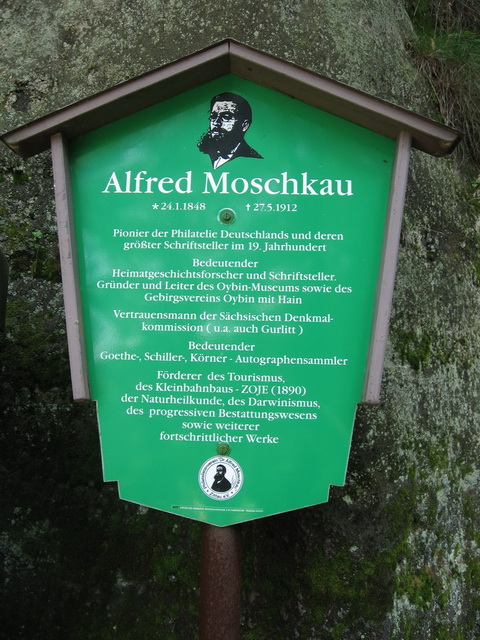 Alfred Moschkau
* 24.1.1848 † 27.5.1912
Pionier der Philatelie Deutschlands und deren
größter Schriftsteller im 19. Jahrhundert
Bedeutender
Heimatgeschichtsforscher und Schriftsteller.
Gründer und Leiter des Oybin-Museums sowie des
Gebirgsvereins Oybin mit Hain
Vertrauensmann der Sächsischen Denkmal-
kommission ( u.a. auch Gurlitt )
Bedeutender
Goethe-, Schiller-, Körner - Autographensammler
Förderer des Tourismus,
des Kleinbahnbaus - ZOJE (1890)
der Naturheilkunde, des Darwinismus,
des progressiven Bestattungswesens
sowie weiterer
fortschrittlicher Werke